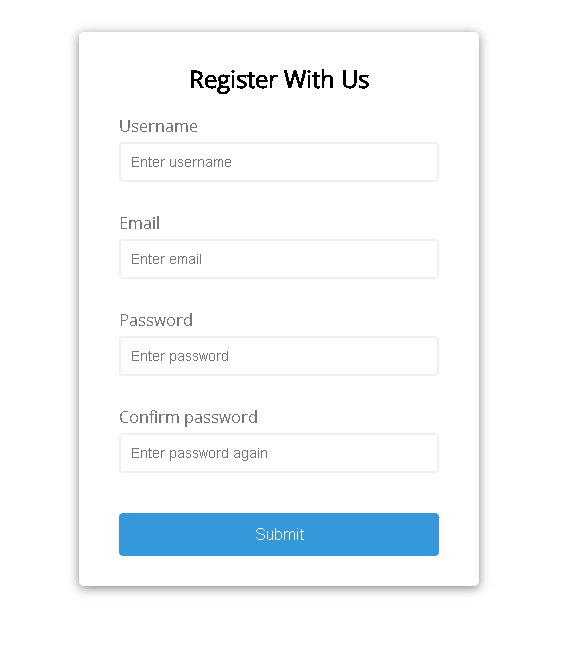 Register With Us
Username
Enter username
Email
Enter email
Password
Enter password
Confirm password
Enter password again
Submit